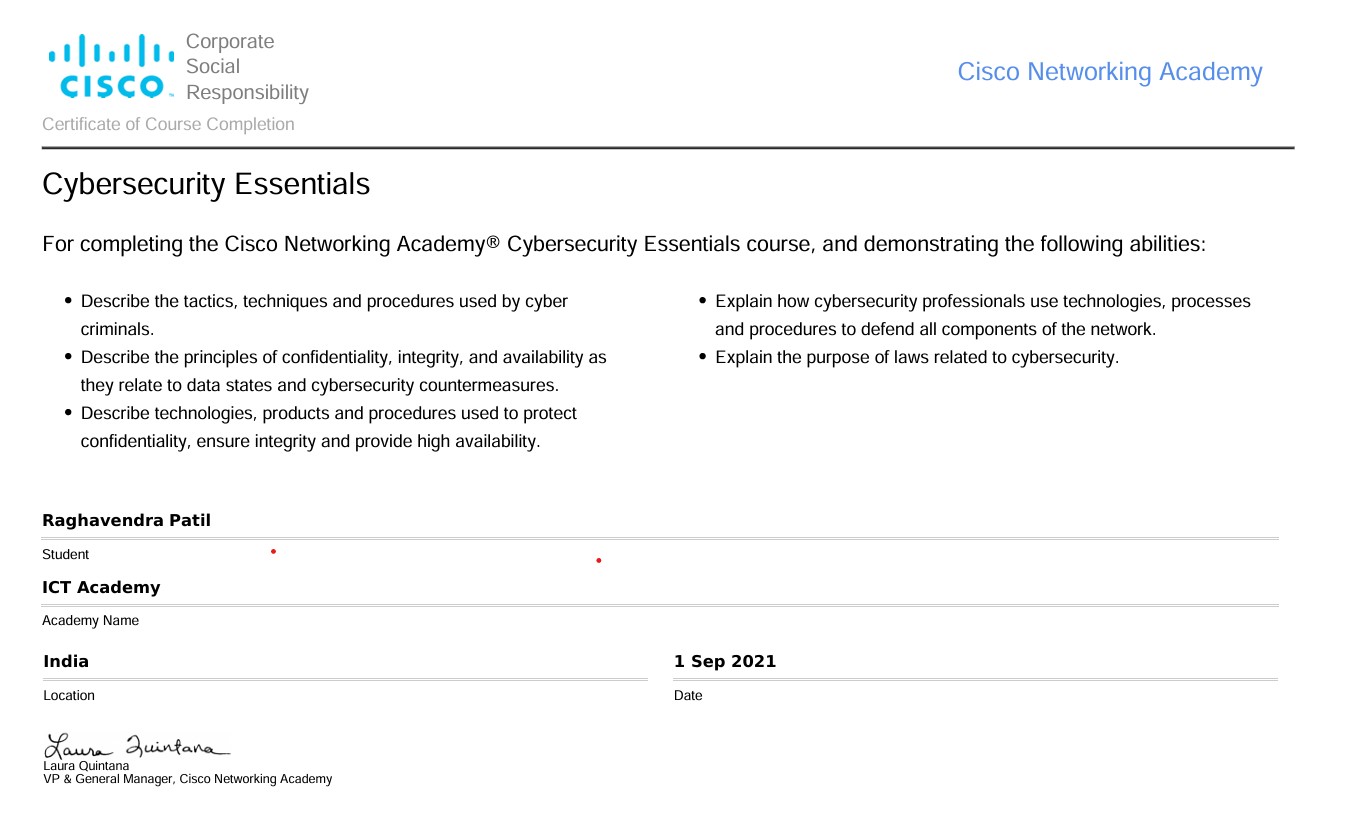 Corporate
Social
Responsibility
CISCO
Cisco Networking Academy
Certificate of Course Completion
Cybersecurity Essentials
For completing the Cisco Networking Academy® Cybersecurity Essentials course, and demonstrating the following abilities:
• Describe the tactics, techniques and procedures used by cyber
criminals.
• Describe the principles of confidentiality, integrity, and availability as
they relate to data states and cybersecurity countermeasures.
• Describe technologies, products and procedures used to protect
confidentiality, ensure integrity and provide high availability.
• Explain how cybersecurity professionals use technologies, processes
and procedures to defend all components of the network.
• Explain the purpose of laws related to cybersecurity.
Raghavendra Patil
Student
ICT Academy
Academy Name
India
Location
1 Sep 2021
Date
Laura Quintana
Laura Quintana
VP & General Manager, Cisco Networking Academy